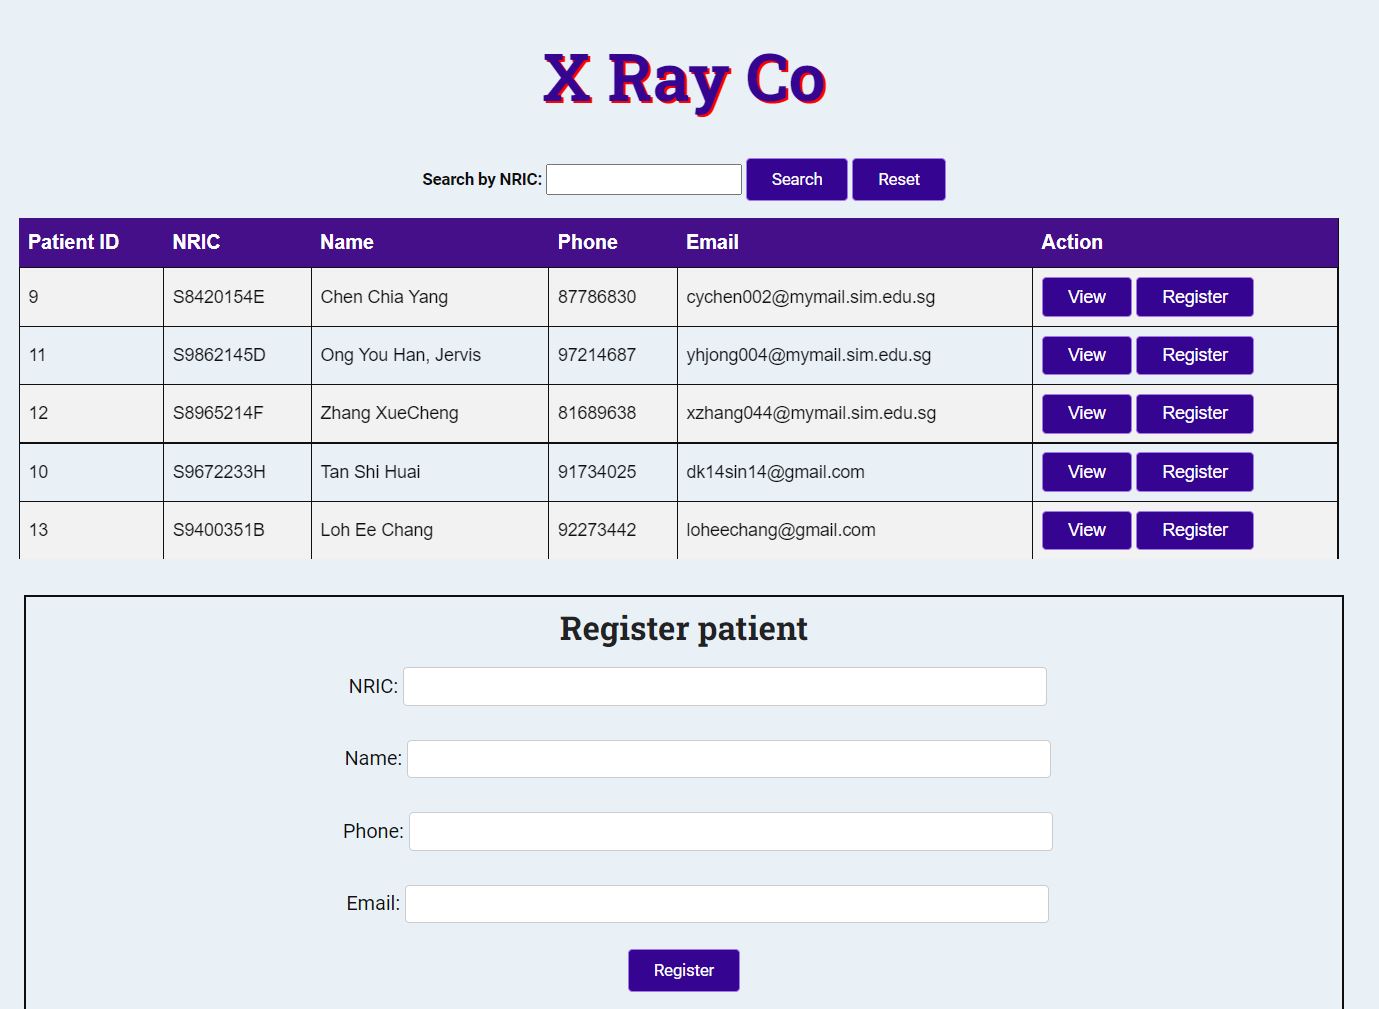 X Ray Co
Search by NRIC: Search Reset
Patient ID NRIC Name Phone Email Action
9 S8420154E Chen Chia Yang 87786830 cychen002@mymail.sim.edu.sg View Register
11 S9862145D Ong You Han, Jervis 97214687 yhjong004@mymail.sim.edu.sg View Register
12 S8965214F Zhang XueCheng 81689638 xzhang044@mymail.sim.edu.sg View Register
10 S9672233H Tan Shi Huai 91734025 dk14sin14@gmail.com View Register
13 S9400351B Loh Ee Chang 92273442 loheechang@gmail.com View Register
Register patient
NRIC:
Name:
Phone:
Email:
Register